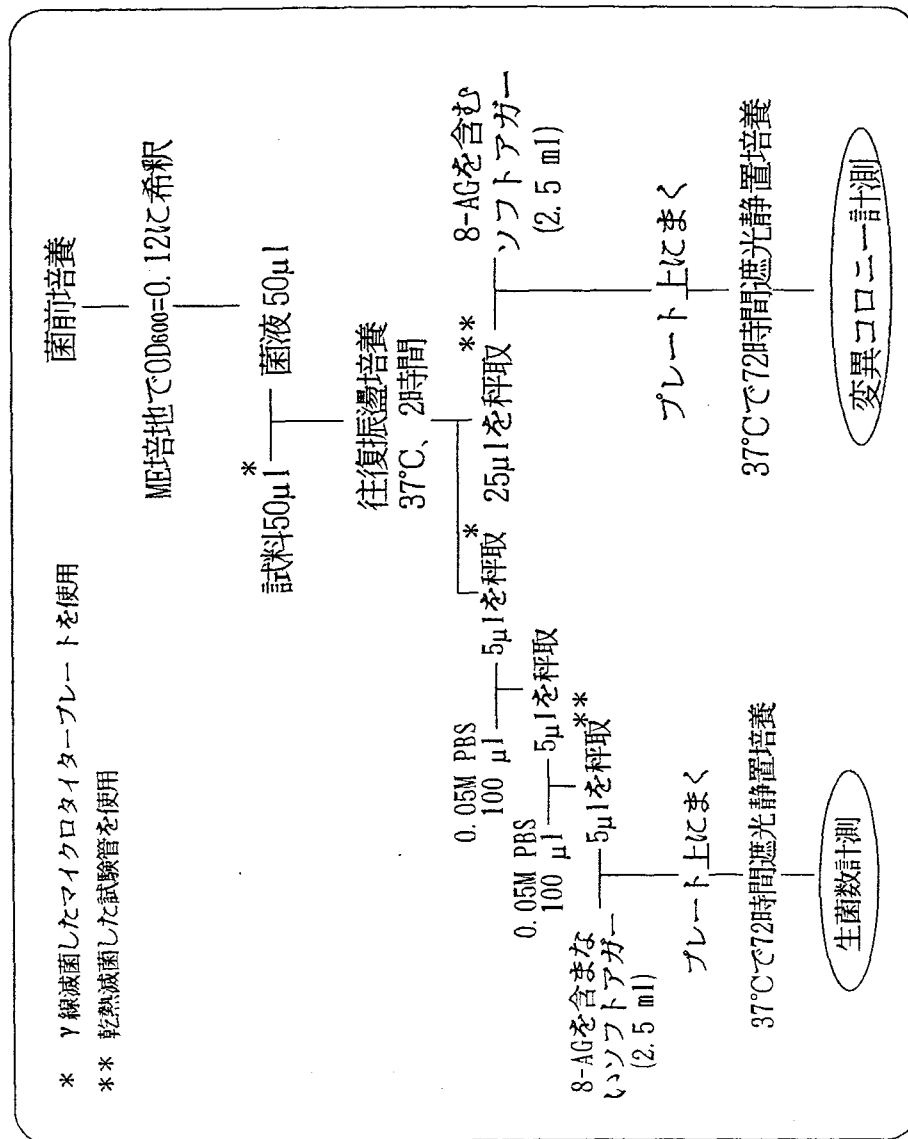 * γ線滅菌したマイクロタイタープレートを使用
** 乾熱滅菌した試験管を使用
菌前培養
ME培地でOD600=0.12に希釈
*
試料50μl
菌液50μl
往復振盪培養
37℃、2時間
0.05M PBS
100 μl
5μlを秤取
*
25μlを秤取
**
8-AGを含む
ソフトアガー
(2.5 ml)
0.05M PBS
100 μl
5μlを秤取
8-AGを含まな
いソフトアガー
(2.5 ml)
5μlを秤取
**
プレート上にまく
37℃で72時間遮光静置培養
生菌数計測
プレート上にまく
37℃で72時間遮光静置培養
変異コロニー計測